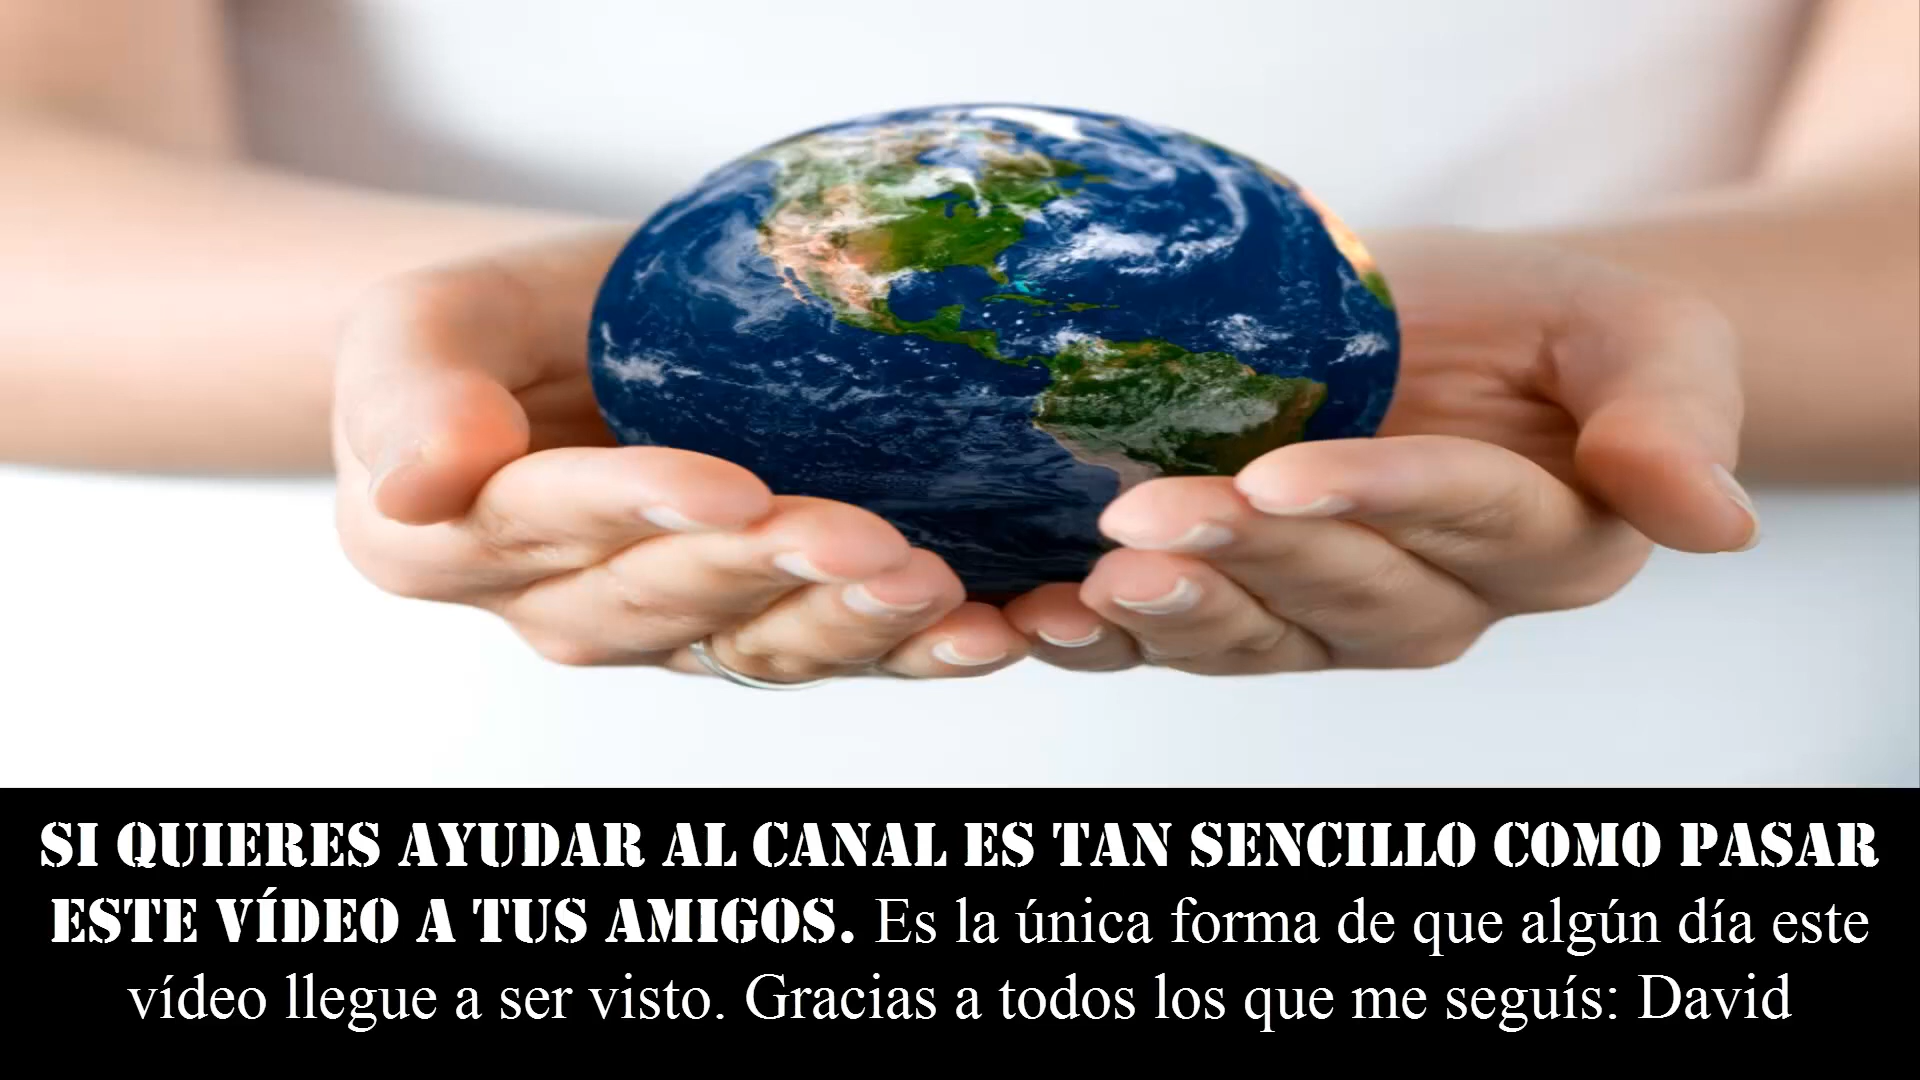 SI QUIERES AYUDAR AL CANAL ES TAN SENCILLO COMO PASAR
ESTE VÍDEO A TUS AMIGOS. Es la única forma de que algún día este
vídeo llegue a ser visto. Gracias a todos los que me seguís: David